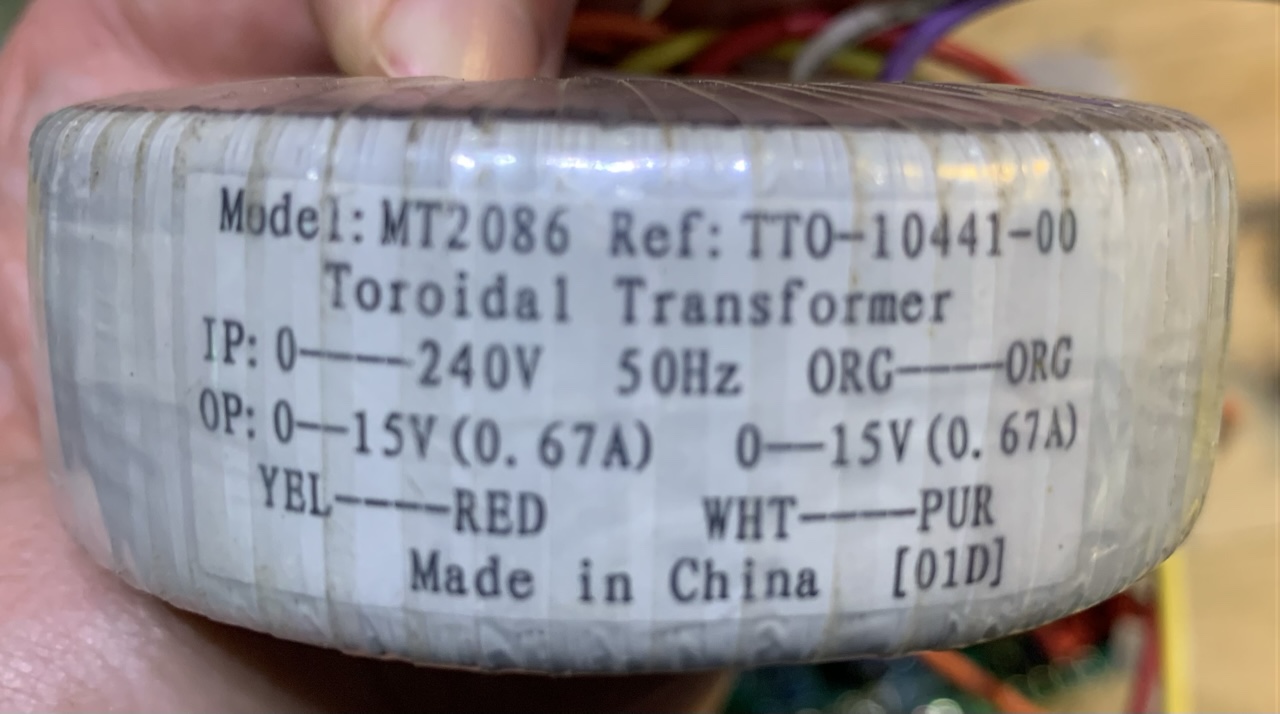 Model: MT2086 Ref: TTO-10441-00
Toroidal Transformer
IP: 0————240V 50Hz ORG————ORG
OP: 0——15V (0. 67A) 0——15V (0. 67A)
YEL————RED WHT————PUR
Made in China [01D]